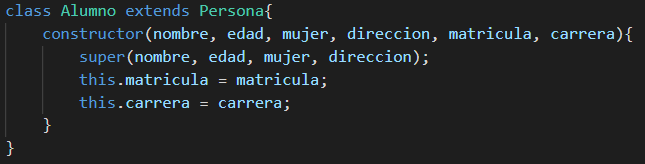 class Alumno extends Persona{
constructor(nombre, edad, mujer, direccion, matricula, carrera){
super(nombre, edad, mujer, direccion);
this.matricula = matricula;
this.carrera = carrera;
}
}